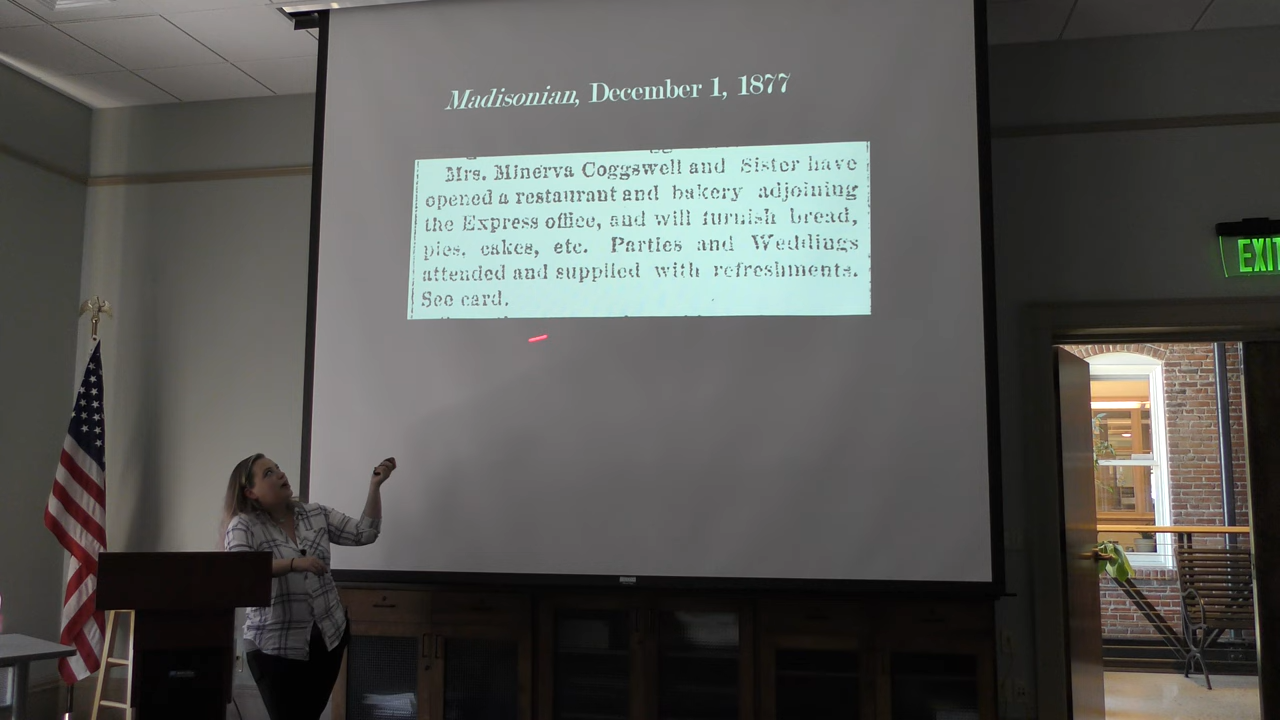 Madisonian, December 1, 1877
Mrs. Minerva Coggswell and Sister have
opened a restaurant and bakery adjoining
the Express office, and will furnish bread,
pies, cakes, etc. Parties and Weddings
attended and supplied with refreshments.
See card.
EXIT